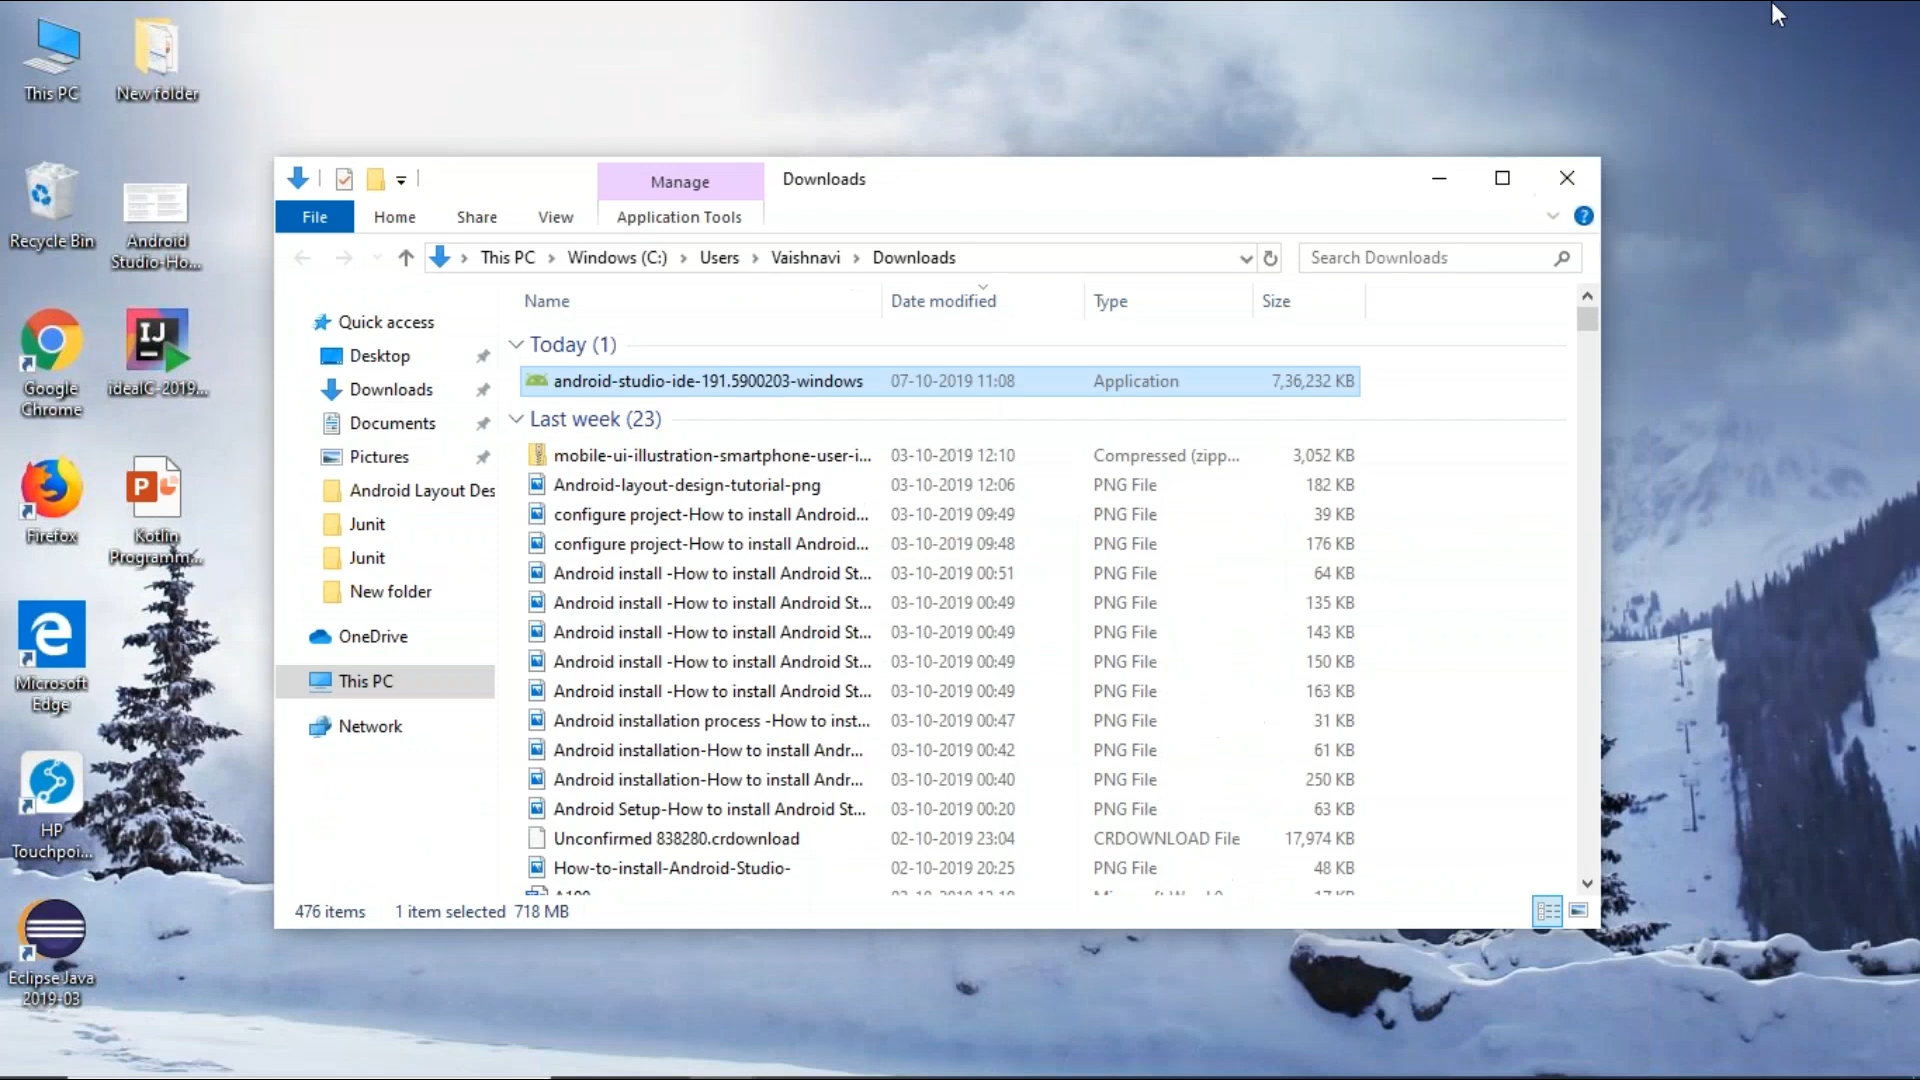 This PC
New folder
Recycle Bin
Android
Studio-Ho...
Google
Chrome
idealC-2019...
Firefox
Kotlin
Programm...
Microsoft
Edge
HP
Touchpoi...
Eclipse Java
2019-03
Manage
Downloads
File
Home
Share
View
Application Tools
This PC > Windows (C:) > Users > Vaishnavi > Downloads
Search Downloads
Quick access
Desktop
Downloads
Documents
Pictures
Android Layout Des
Junit
Junit
New folder
OneDrive
This PC
Network
Name Date modified Type Size
Today (1)
android-studio-ide-191.5900203-windows 07-10-2019 11:08 Application 7,36,232 KB
Last week (23)
mobile-ui-illustration-smartphone-user-i... 03-10-2019 12:10 Compressed (zipp... 3,052 KB
Android-layout-design-tutorial-png 03-10-2019 12:06 PNG File 182 KB
configure project-How to install Android... 03-10-2019 09:49 PNG File 39 KB
configure project-How to install Android... 03-10-2019 09:48 PNG File 176 KB
Android install -How to install Android St... 03-10-2019 00:51 PNG File 64 KB
Android install -How to install Android St... 03-10-2019 00:49 PNG File 135 KB
Android install -How to install Android St... 03-10-2019 00:49 PNG File 143 KB
Android install -How to install Android St... 03-10-2019 00:49 PNG File 150 KB
Android install -How to install Android St... 03-10-2019 00:49 PNG File 163 KB
Android installation process -How to inst... 03-10-2019 00:47 PNG File 31 KB
Android installation-How to install Andr... 03-10-2019 00:42 PNG File 61 KB
Android installation-How to install Andr... 03-10-2019 00:40 PNG File 250 KB
Android Setup-How to install Android St... 03-10-2019 00:20 PNG File 63 KB
Unconfirmed 838280.crdownload 02-10-2019 23:04 CRDOWNLOAD File 17,974 KB
How-to-install-Android-Studio- 02-10-2019 20:25 PNG File 48 KB
476 items 1 item selected 718 MB